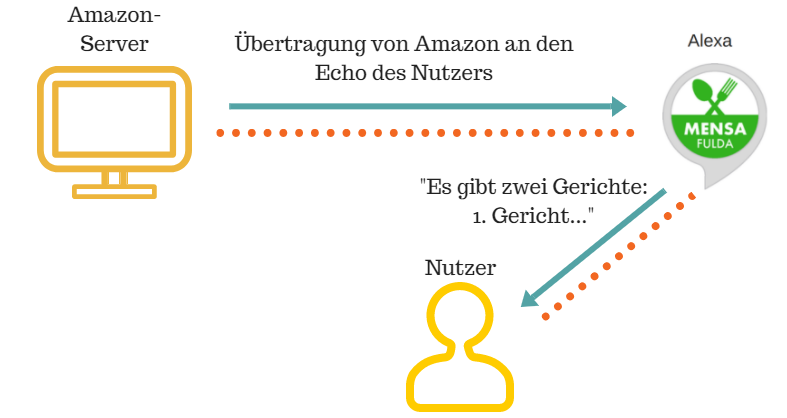 Amazon-
Server
Übertragung von Amazon an den
Echo des Nutzers
Alexa
MENSA
FULDA
"Es gibt zwei Gerichte:
1. Gericht..."
Nutzer